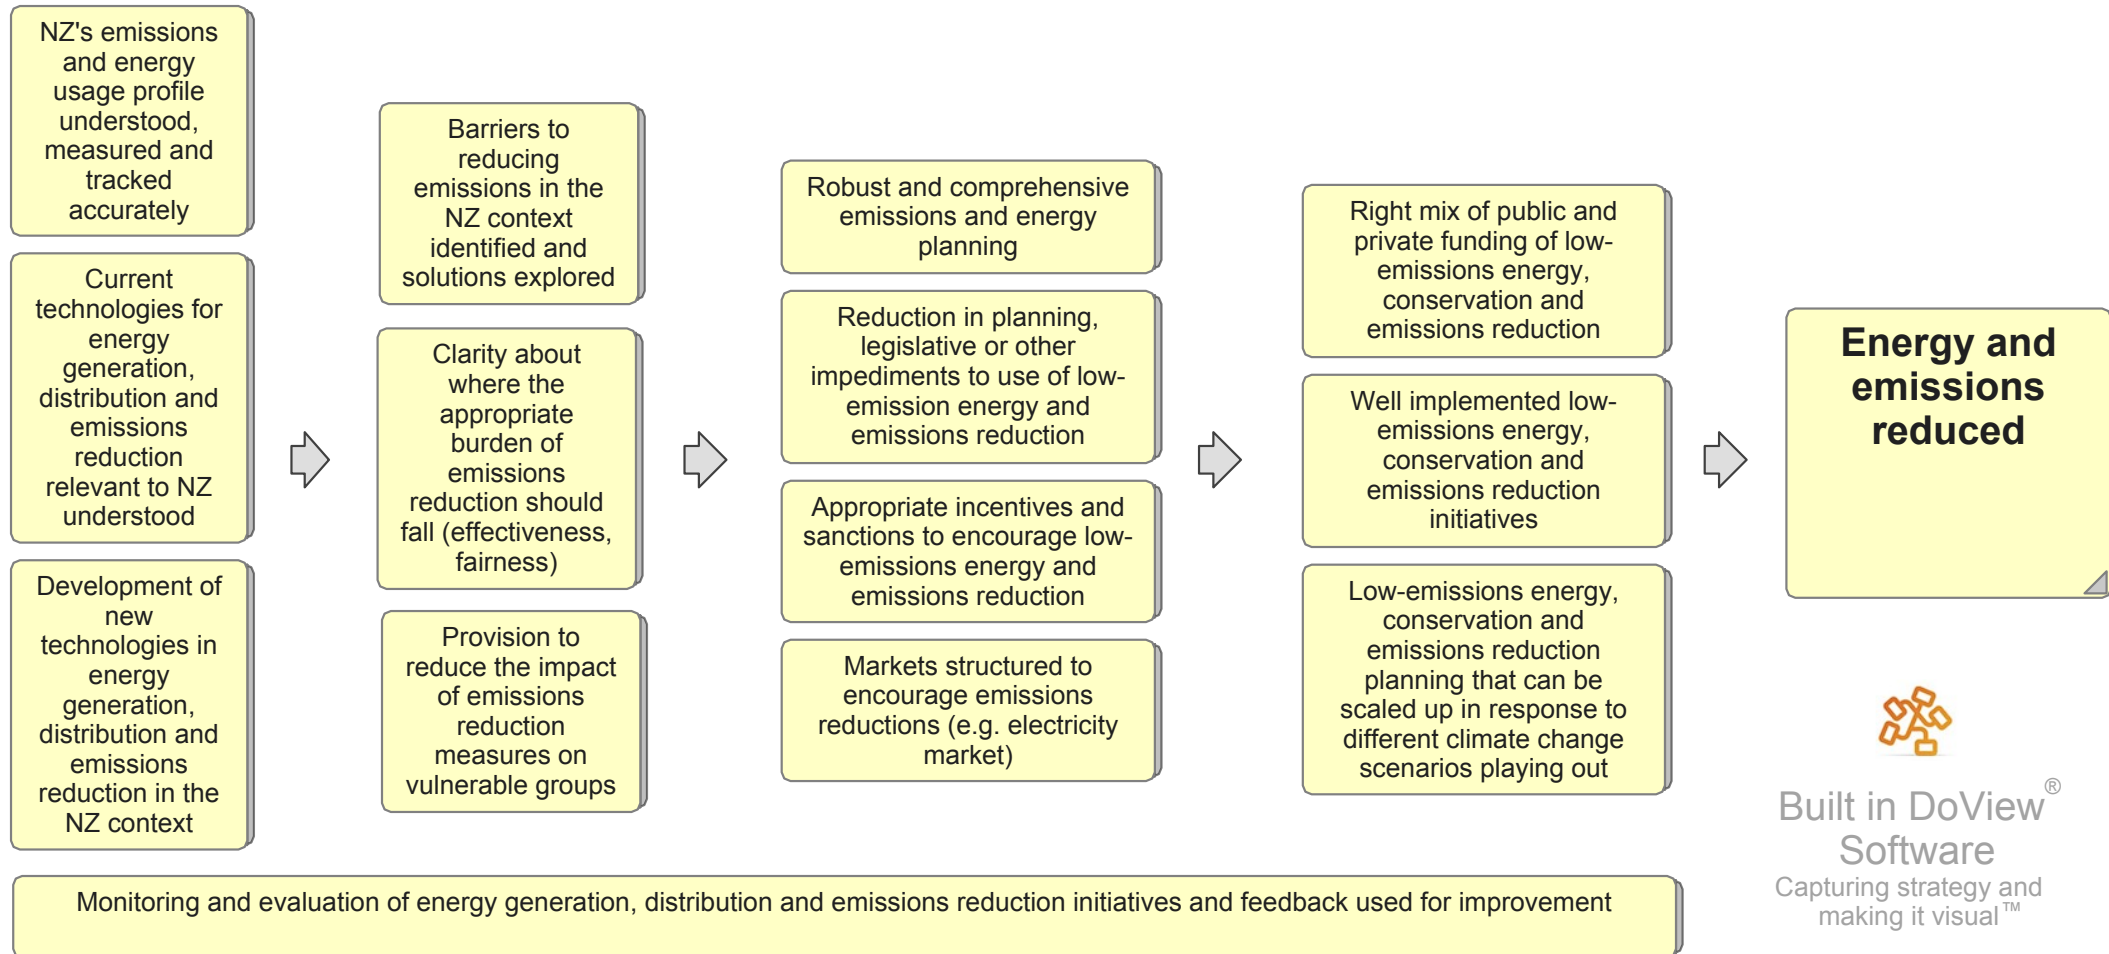 NZ's emissions
and energy
usage profile
understood,
measured and
tracked
accurately
Current
technologies for
energy
generation,
distribution and
emissions
reduction
relevant to NZ
understood
Development of
new
technologies in
energy
generation,
distribution and
emissions
reduction in the
NZ context
Barriers to
reducing
emissions in the
NZ context
identified and
solutions explored
Clarity about
where the
appropriate
burden of
emissions
reduction should
fall (effectiveness,
fairness)
Provision to
reduce the impact
of emissions
reduction
measures on
vulnerable groups
Robust and comprehensive
emissions and energy
planning
Reduction in planning,
legislative or other
impediments to use of low-
emission energy and
emissions reduction
Appropriate incentives and
sanctions to encourage low-
emissions energy and
emissions reduction
Markets structured to
encourage emissions
reductions (e.g. electricity
market)
Right mix of public and
private funding of low-
emissions energy,
conservation and
emissions reduction
Well implemented low-
emissions energy,
conservation and
emissions reduction
initiatives
Low-emissions energy,
conservation and
emissions reduction
planning that can be
scaled up in response to
different climate change
scenarios playing out
Energy and
emissions
reduced
Monitoring and evaluation of energy generation, distribution and emissions reduction initiatives and feedback used for improvement
Built in DoView®
Software
Capturing strategy and
making it visual™